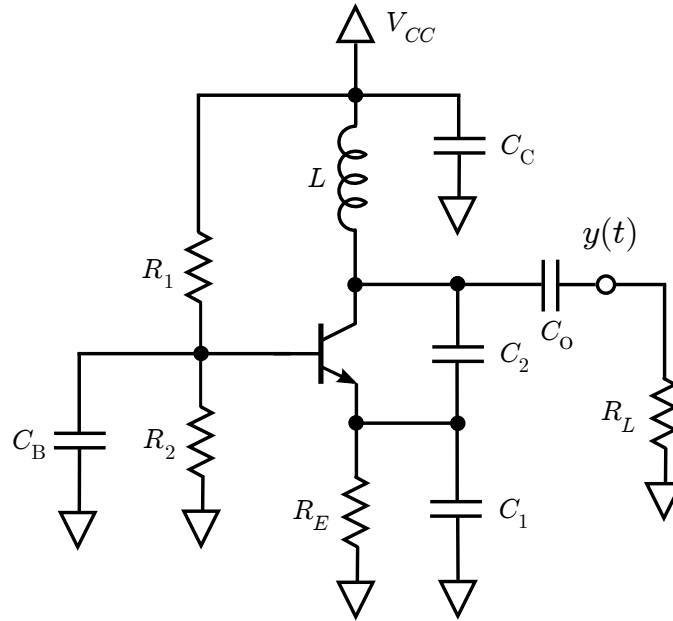 V_CC
L
C_C
y(t)
R_1
C_O
C_2
R_L
C_B
R_2
R_E
C_1